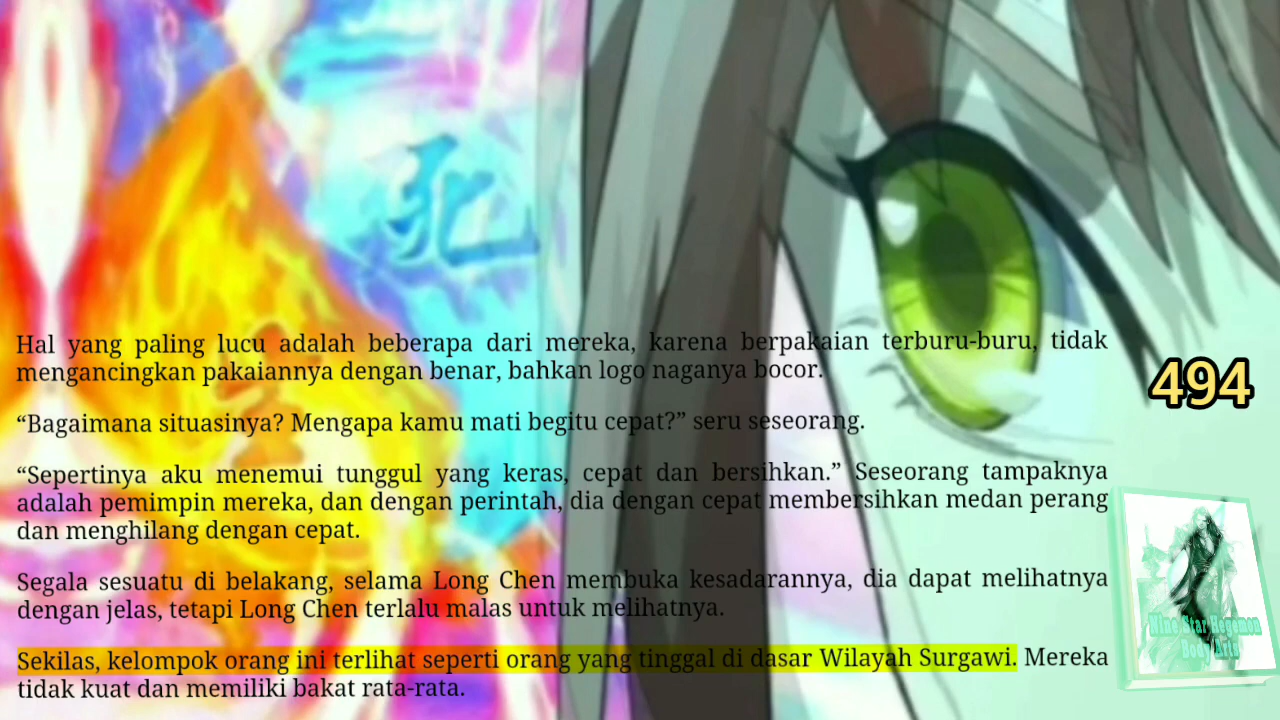 Hal yang paling lucu adalah beberapa dari mereka, karena berpakaian terburu-buru, tidak
mengancingkan pakaiannya dengan benar, bahkan logo naganya bocor.
“Bagaimana situasinya? Mengapa kamu mati begitu cepat?” seru seseorang.
“Sepertinya aku menemui tunggul yang keras, cepat dan bersihkan.” Seseorang tampaknya
adalah pemimpin mereka, dan dengan perintah, dia dengan cepat membersihkan medan perang
dan menghilang dengan cepat.
Segala sesuatu di belakang, selama Long Chen membuka kesadarannya, dia dapat melihatnya
dengan jelas, tetapi Long Chen terlalu malas untuk melihatnya.
Sekilas, kelompok orang ini terlihat seperti orang yang tinggal di dasar Wilayah Surgawi. Mereka
tidak kuat dan memiliki bakat rata-rata.
494
Nine Star Hegemon
Body Arts